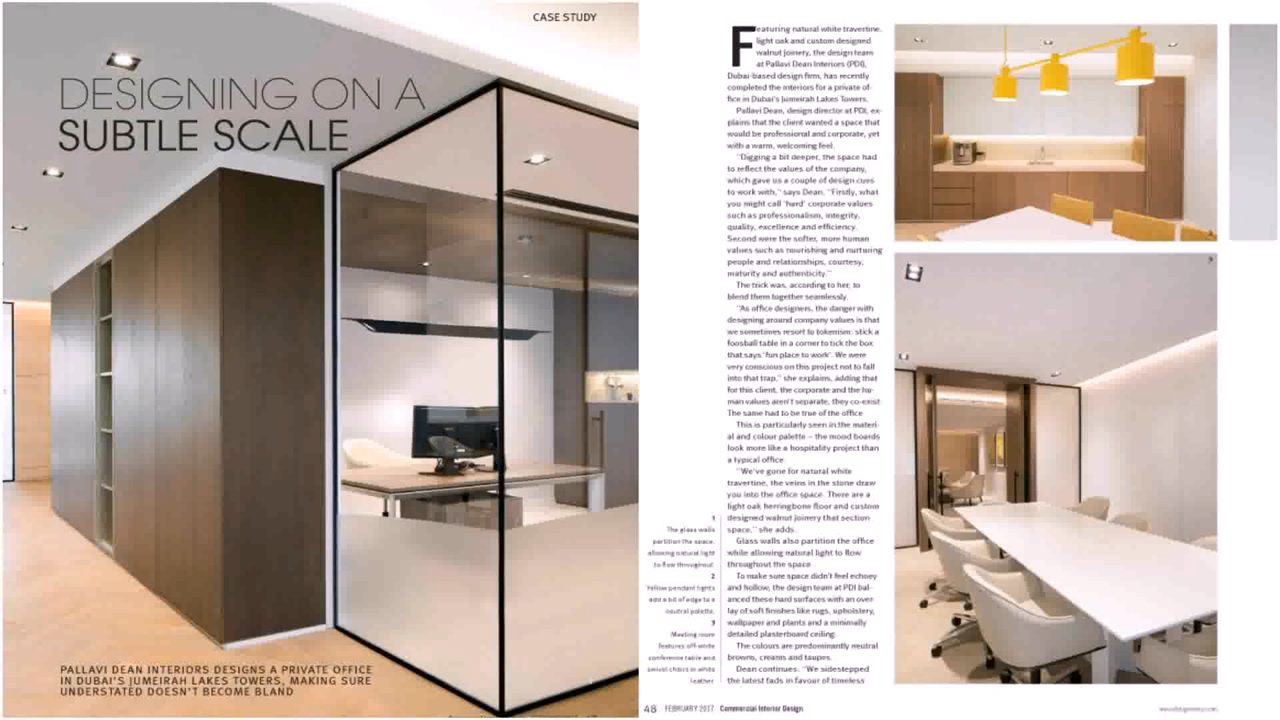 CASE STUDY
DESIGNING ON A
SUBTLE SCALE
PALLAVI DEAN INTERIORS DESIGNS A PRIVATE OFFICE
IN DUBAI'S JUMEIRAH LAKES TOWERS, MAKING SURE
UNDERSTATED DOESN'T BECOME BLAND
Featuring natural white travertine,
light oak and custom designed
walnut joinery, the design team
at Pallavi Dean Interiors (PDI),
Dubai-based design firm, has recently
completed the interiors for a private of-
fice in Dubai's Jumeirah Lakes Towers.
Pallavi Dean, design director at PDI, ex-
plains that the client wanted a space that
would be professional and corporate, yet
with a warm, welcoming feel.
"Digging a bit deeper, the space had
to reflect the values of the company,
which gave us a couple of design cues
to work with," says Dean. "Firstly, what
you might call 'hard' corporate values
such as professionalism, integrity,
quality, excellence and efficiency.
Second were the softer, more human
values such as nourishing and nurturing
people and relationships, courtesy,
maturity and authenticity."
The trick was, according to her, to
blend them together seamlessly.
"As office designers, the danger with
designing around company values is that
we sometimes resort to tokenism: stick a
foosball table in a corner to tick the box
that says 'fun place to work'. We were
very conscious on this project not to fall
into that trap," she explains, adding that
for this client, the corporate and the hu-
man values aren't separate, they co-exist.
The same had to be true of the office.
This is particularly seen in the materi-
al and colour palette – the mood boards
look more like a hospitality project than
a typical office.
"We've gone for natural white
travertine, the veins in the stone draw
you into the office space. There are a
light oak herringbone floor and custom
designed walnut joinery that section
space," she adds.
Glass walls also partition the office
while allowing natural light to flow
throughout the space.
To make sure space didn't feel echoey
and hollow, the design team at PDI bal-
anced these hard surfaces with an over-
lay of soft finishes like rugs, upholstery,
wallpaper and plants and a minimally
detailed plasterboard ceiling.
The colours are predominantly neutral
browns, creams and taupes.
Dean continues: "We sidestepped
the latest fads in favour of timeless
1
The glass walls
partition the space,
allowing natural light
to flow throughout.
2
Yellow pendant lights
add a bit of edge to a
neutral palette.
3
Meeting room
features off-white
conference table and
swivel chairs in white
leather.
48 FEBRUARY 2017 Commercial Interior Design